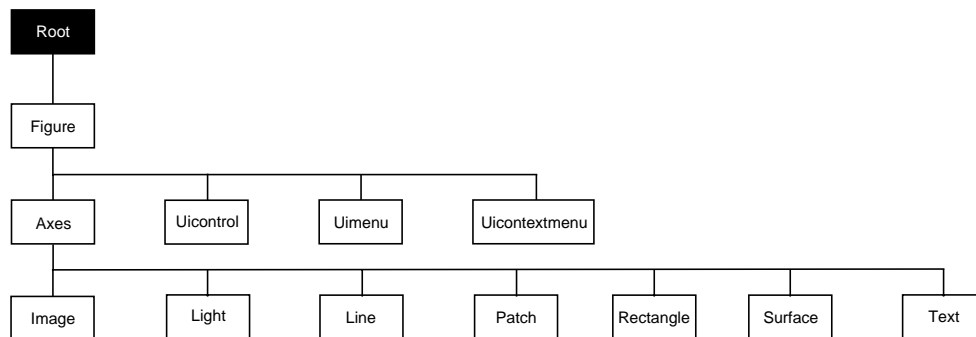 Root
Figure
Axes
Uicontrol
Uimenu
Uicontextmenu
Image
Light
Line
Patch
Rectangle
Surface
Text